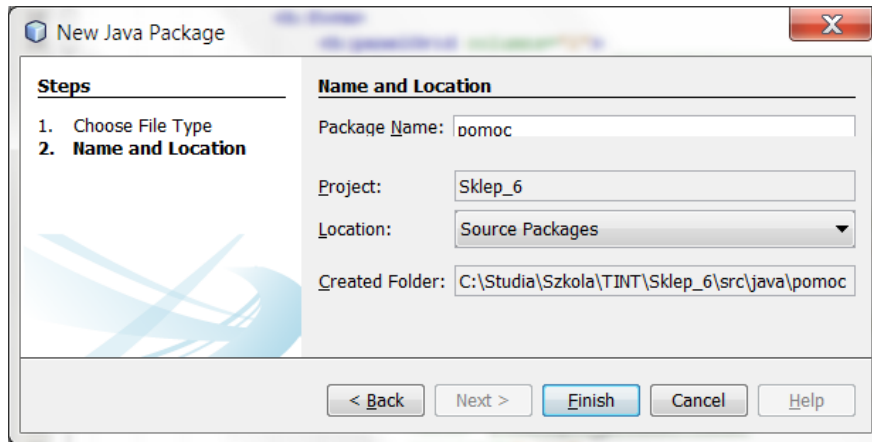 New Java Package
Steps
1. Choose File Type
2. Name and Location
Name and Location
Package Name: pomoc
Project: Sklep_6
Location: Source Packages
Created Folder: C:\Studia\Szkola\TINT\Sklep_6\src\java\pomoc
< Back Next > Finish Cancel Help